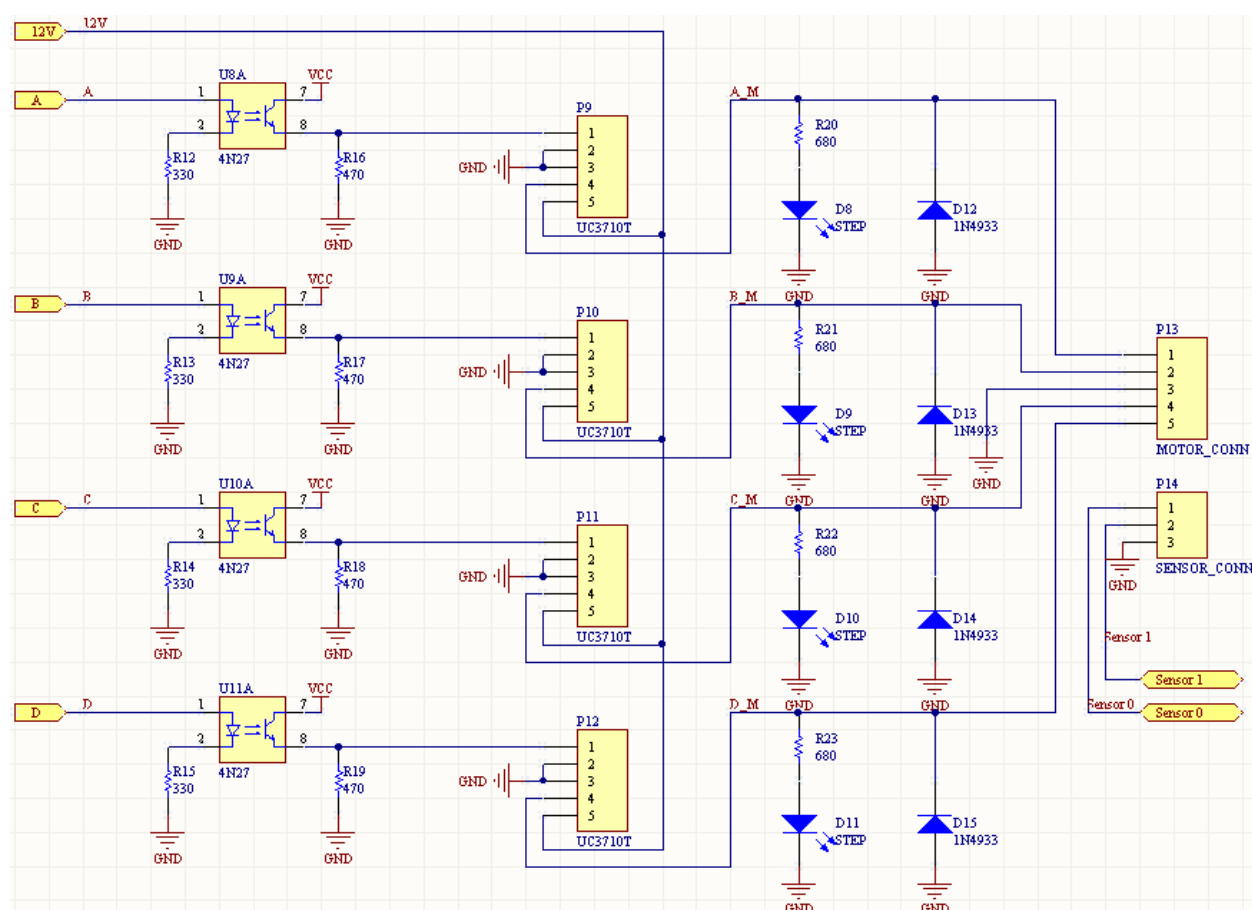 12V 12V
U8A VCC
A A 1 7 P9 A_M
2 8 1 R20
R12 4N27 R16 2 680
330 470 GND 3
4 D8 D12
5 STEP 1N4933
GND GND UC3710T
U9A VCC GND GND
B B 1 7 P10 B_M
2 8 1 R21 P13
R13 4N27 R17 2 680 1
330 470 GND 3 2
4 D9 D13 3
5 STEP 1N4933 4
GND GND UC3710T 5
MOTOR_CONN
U10A VCC GND GND GND P14
C C 1 7 P11 C_M 1
2 8 1 R22 2
R14 4N27 R18 2 680 3
330 470 GND 3 SENSOR_CONN
4 D10 D14 GND
5 STEP 1N4933
GND GND UC3710T Sensor 1
Sensor 1
U11A VCC GND GND Sensor 0
D D 1 7 P12 D_M Sensor 0
2 8 1 R23
R15 4N27 R19 2 680
330 470 GND 3
4 D11 D15
5 STEP 1N4933
GND GND UC3710T
GND GND